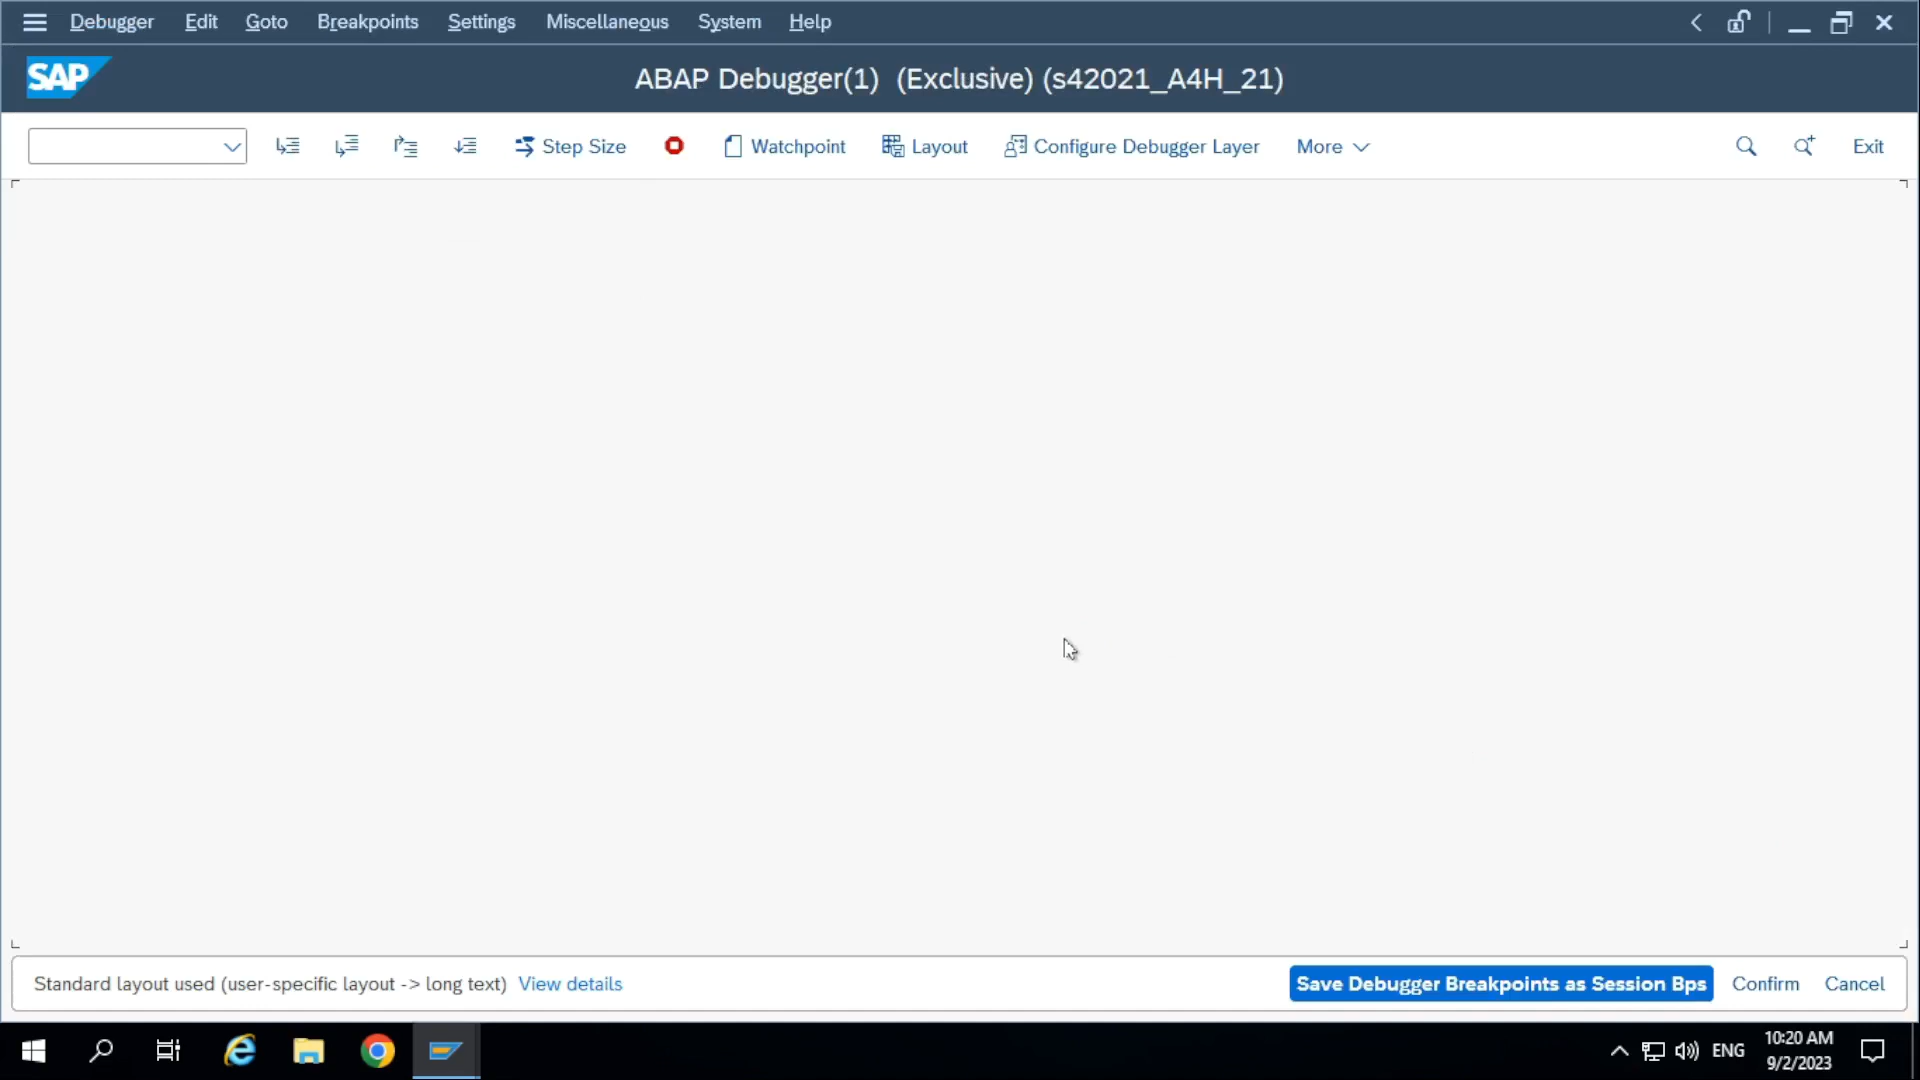 Debugger Edit Goto Breakpoints Settings Miscellaneous System Help
SAP
ABAP Debugger(1) (Exclusive) (s42021_A4H_21)
Step Size Watchpoint Layout Configure Debugger Layer More Exit
Standard layout used (user-specific layout -> long text) View details Save Debugger Breakpoints as Session Bps Confirm Cancel
ENG 10:20 AM
9/2/2023